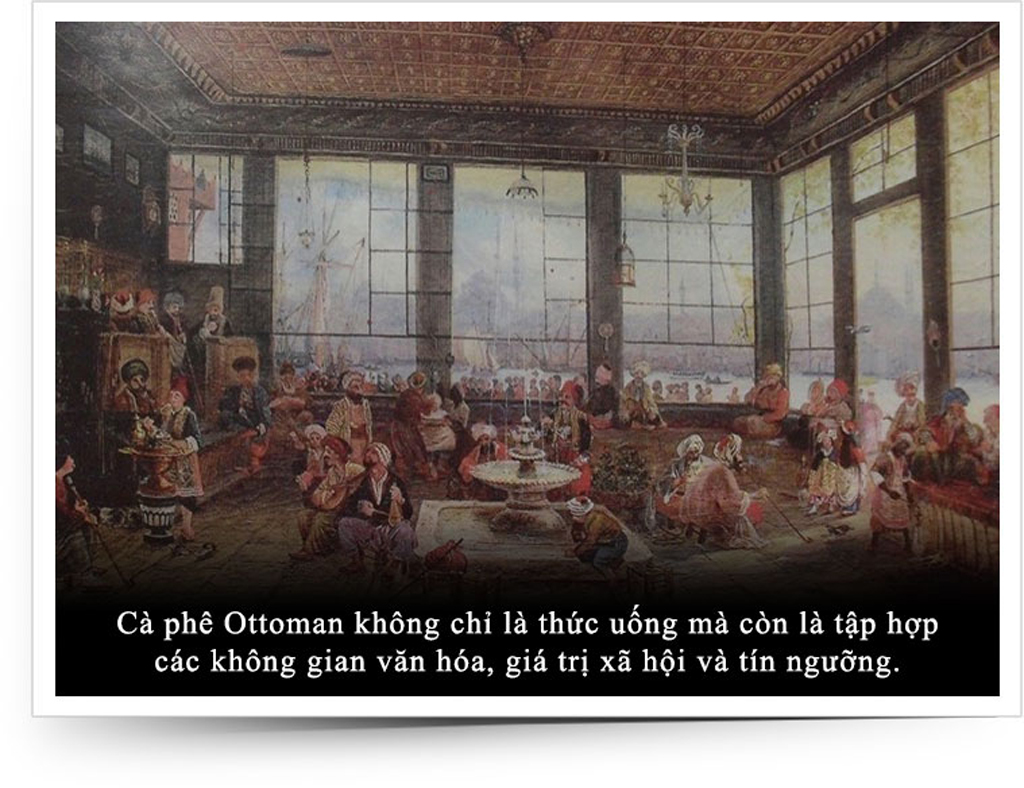 Cà phê Ottoman không chỉ là thức uống mà còn là tập hợp
các không gian văn hóa, giá trị xã hội và tín ngưỡng.